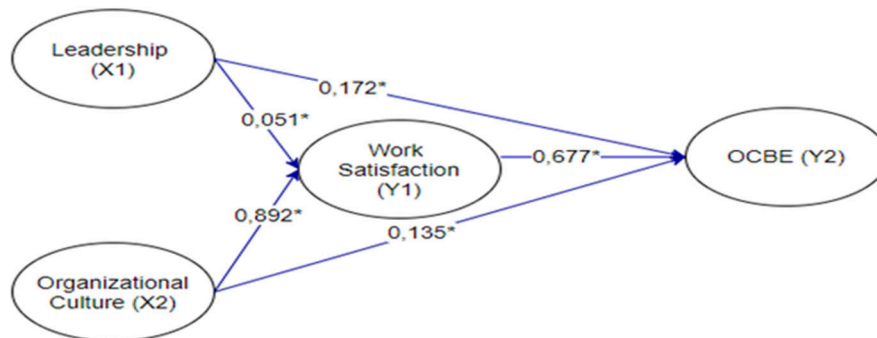 Leadership
(X1)
0,172*
0,051*
Work
Satisfaction
(Y1)
0,677*
OCBE (Y2)
0,892*
0,135*
Organizational
Culture (X2)